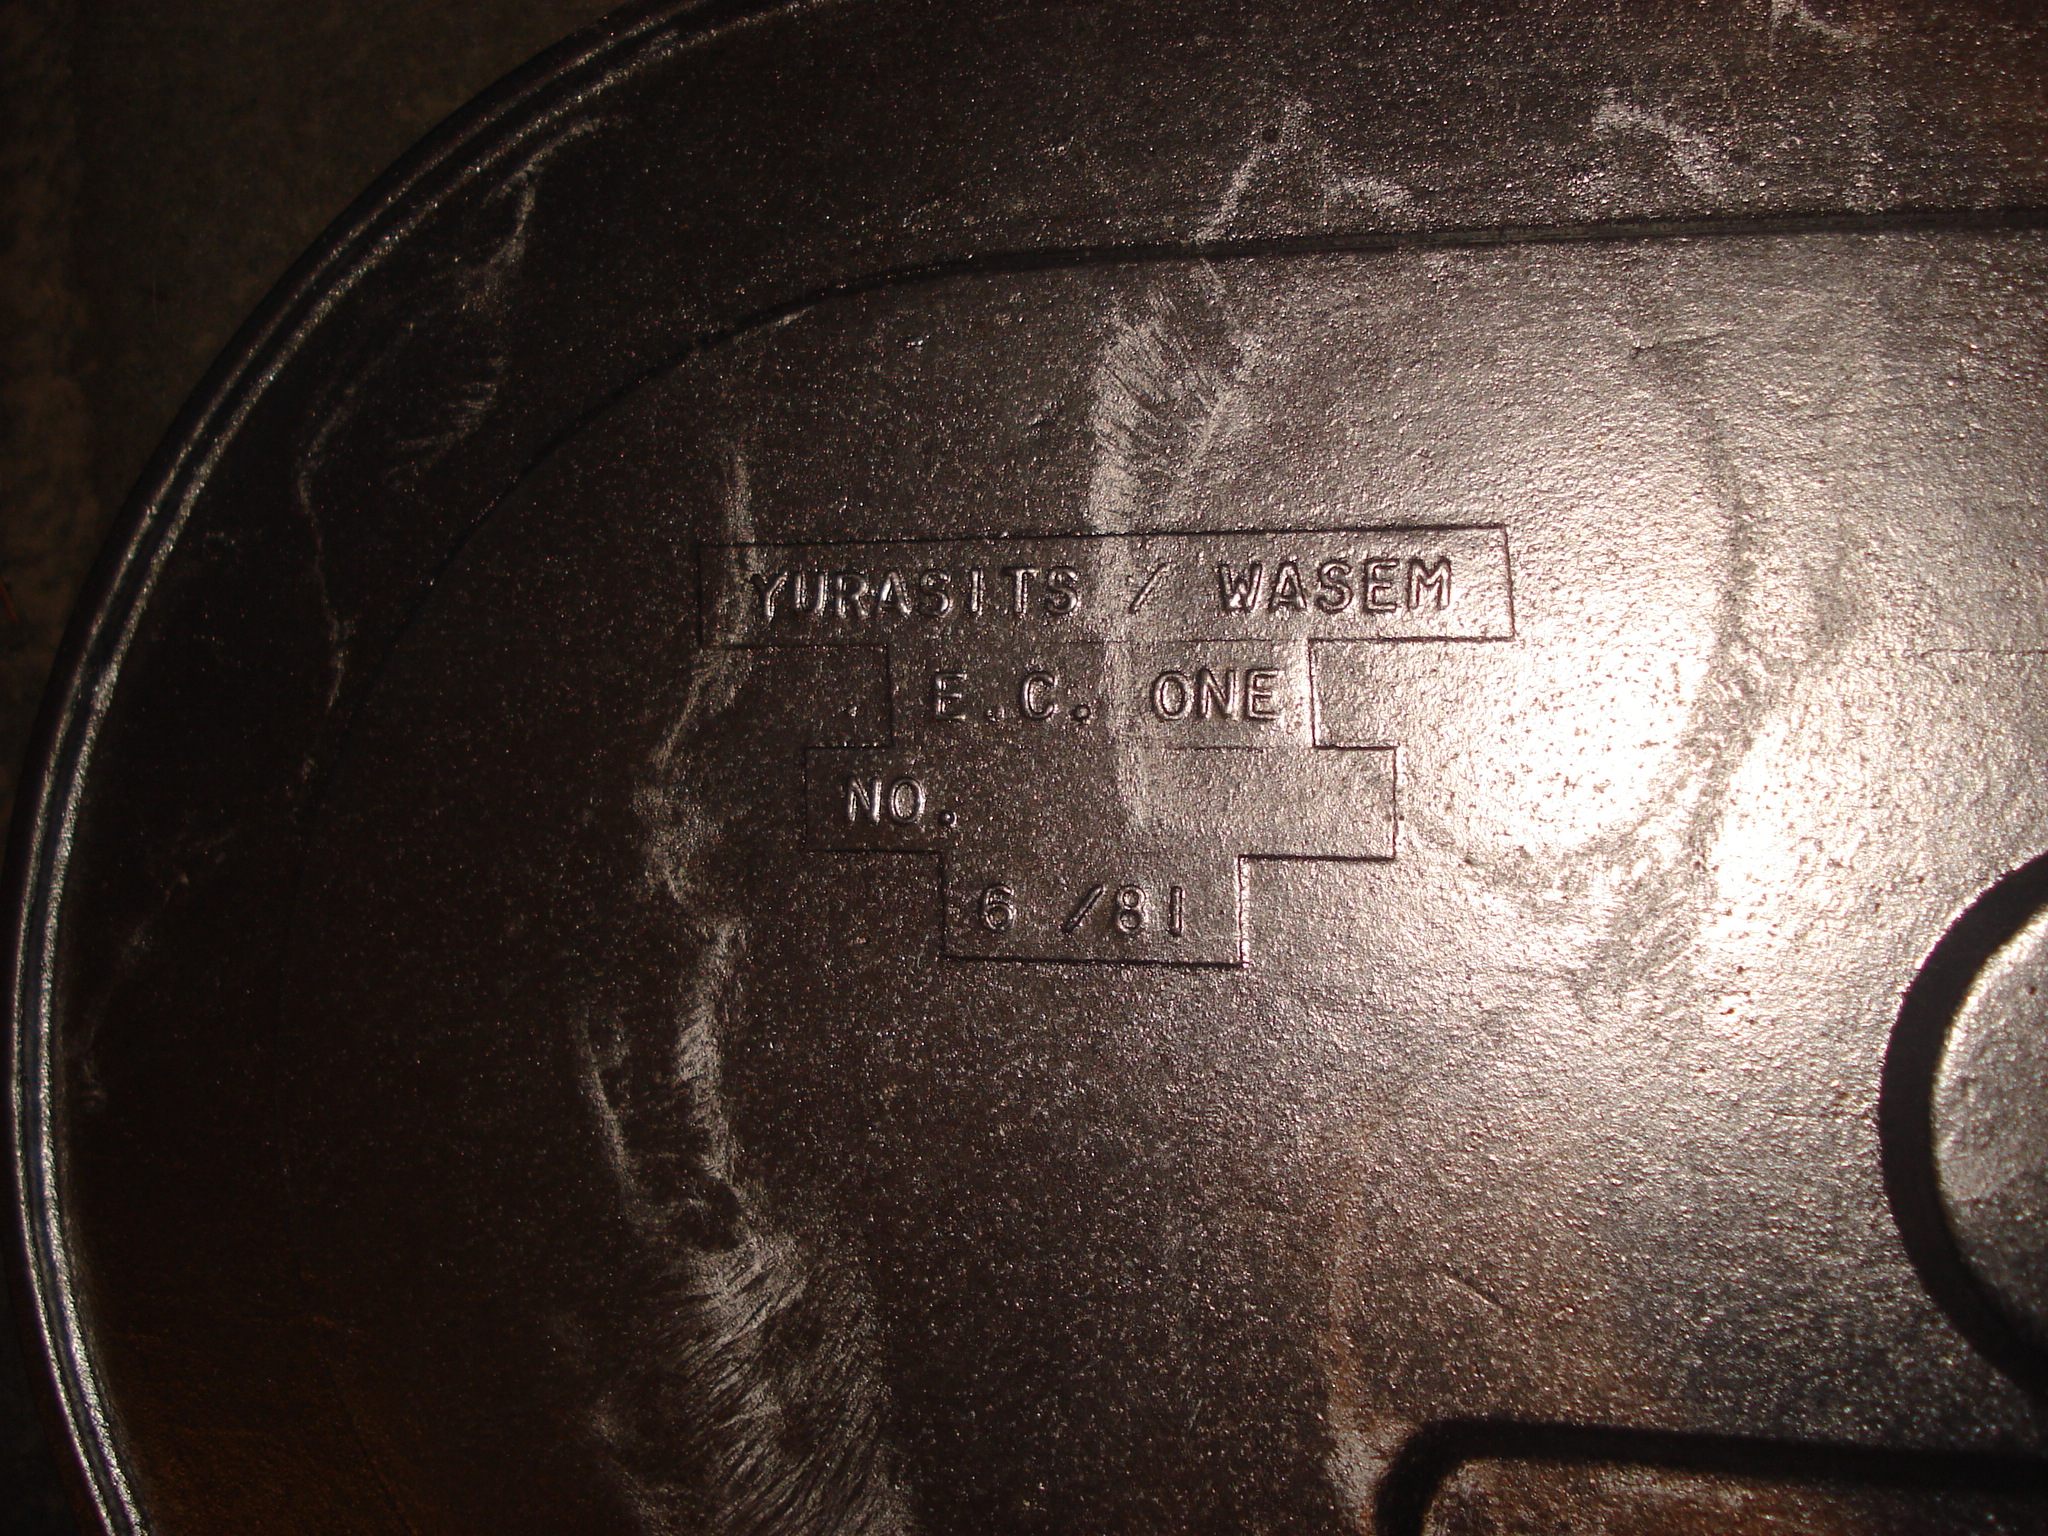 YURASITS / WASEM
E.C. ONE
NO.
6 /81